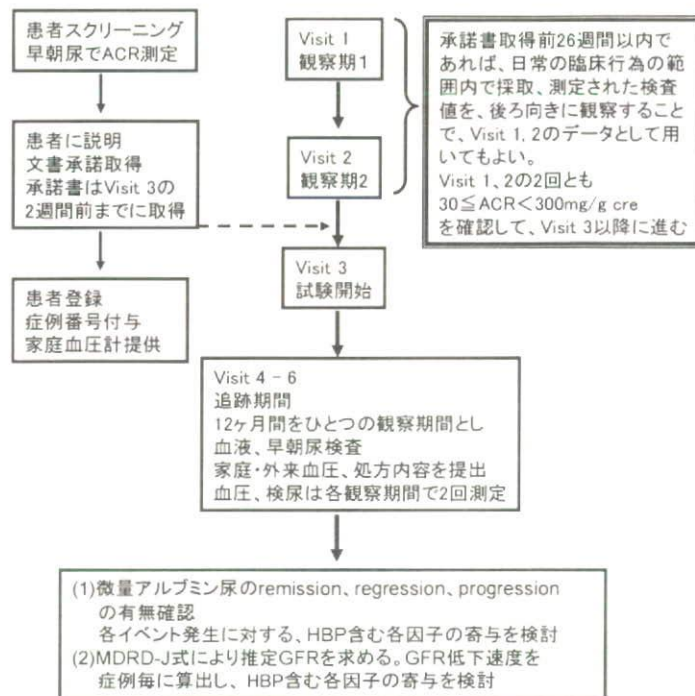 患者スクリーニング
早朝尿でACR測定
患者に説明
文書承諾取得
承諾書はVisit 3の
2週間前までに取得
患者登録
症例番号付与
家庭血圧計提供
Visit 1
観察期1
Visit 2
観察期2
Visit 3
試験開始
承諾書取得前26週間以内で
あれば、日常の臨床行為の範
囲内で採取、測定された検査
値を、後ろ向きに観察すること
で、Visit 1, 2のデータとして用
いてもよい。
Visit 1、2の2回とも
30≦ACR<300mg/g cre
を確認して、Visit 3以降に進む
Visit 4 - 6
追跡期間
12ヶ月間をひとつの観察期間とし
血液、早朝尿検査
家庭・外来血圧、処方内容を提出
血圧、検尿は各観察期間で2回測定
(1)微量アルブミン尿のremission、regression、progression
の有無確認
各イベント発生に対する、HBP含む各因子の寄与を検討
(2)MDRD-J式により推定GFRを求める。GFR低下速度を
症例毎に算出し、HBP含む各因子の寄与を検討